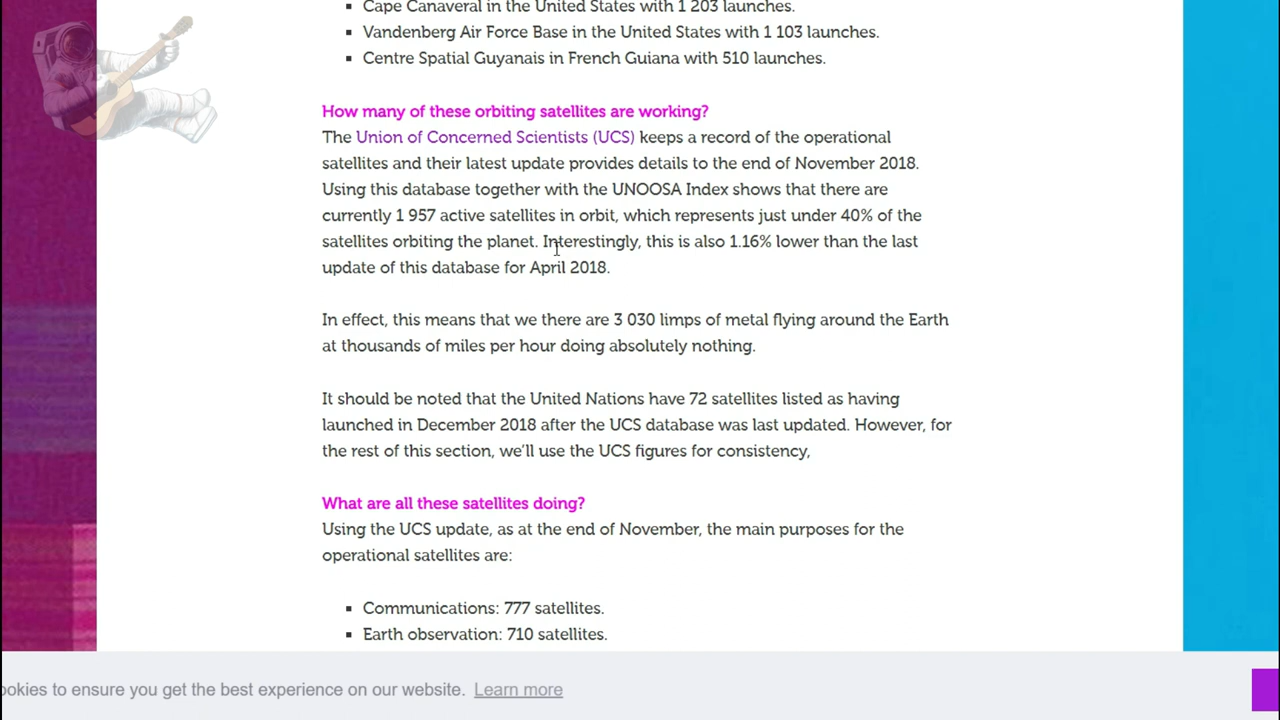 Cape Canaveral in the United States with 1 203 launches.
Vandenberg Air Force Base in the United States with 1 103 launches.
Centre Spatial Guyanais in French Guiana with 510 launches.
How many of these orbiting satellites are working?
The Union of Concerned Scientists (UCS) keeps a record of the operational
satellites and their latest update provides details to the end of November 2018.
Using this database together with the UNOOSA Index shows that there are
currently 1 957 active satellites in orbit, which represents just under 40% of the
satellites orbiting the planet. Interestingly, this is also 1.16% lower than the last
update of this database for April 2018.
In effect, this means that we there are 3 030 limps of metal flying around the Earth
at thousands of miles per hour doing absolutely nothing.
It should be noted that the United Nations have 72 satellites listed as having
launched in December 2018 after the UCS database was last updated. However, for
the rest of this section, we’ll use the UCS figures for consistency,
What are all these satellites doing?
Using the UCS update, as at the end of November, the main purposes for the
operational satellites are:
Communications: 777 satellites.
Earth observation: 710 satellites.
ookies to ensure you get the best experience on our website. Learn more